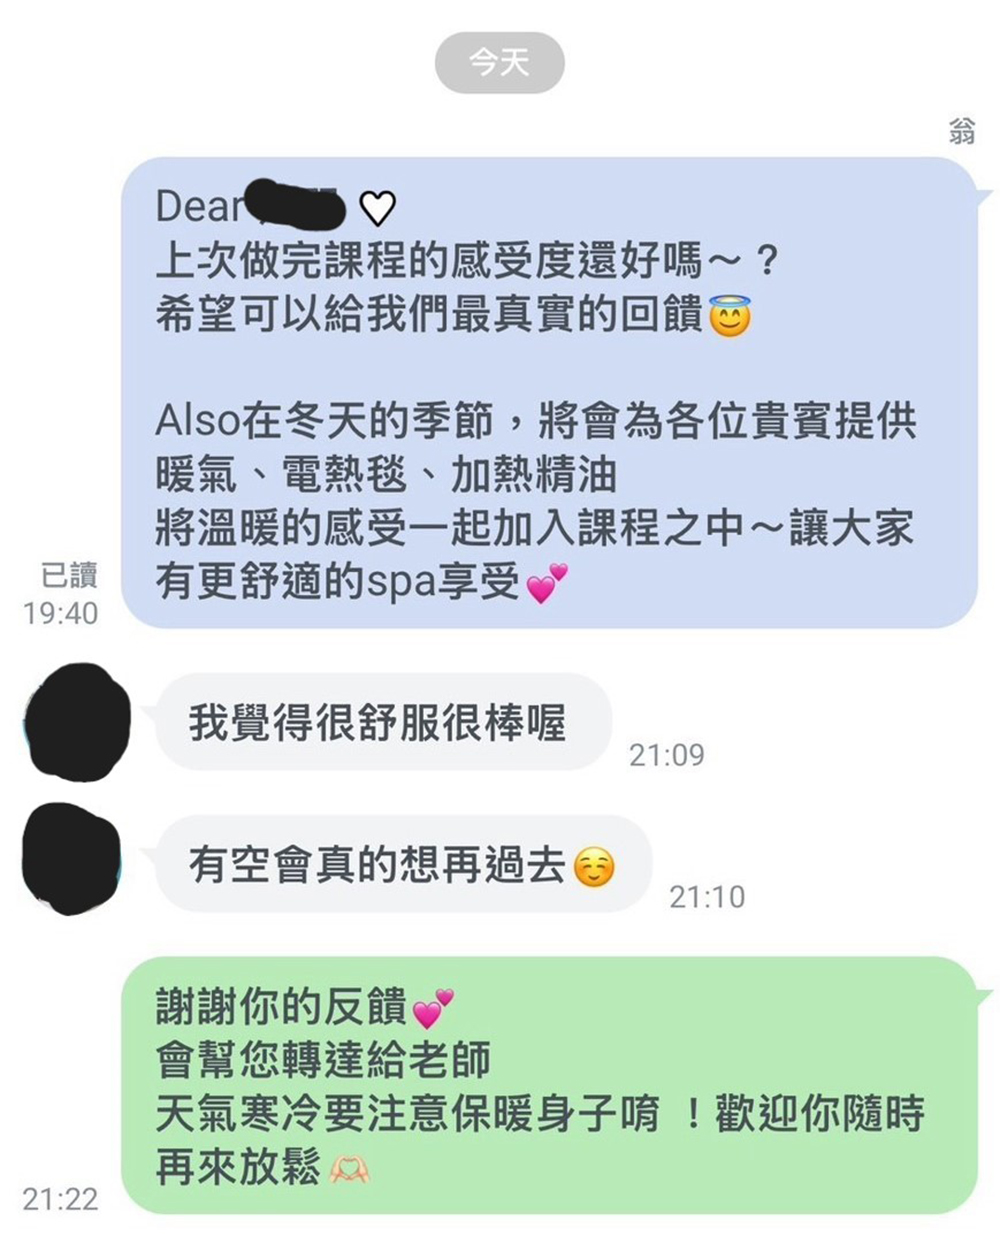 今天
翁
Dear
上次做完課程的感受度還好嗎～？
希望可以給我們最真實的回饋😇
Also在冬天的季節，將會為各位貴賓提供
暖氣、電熱毯、加熱精油
將溫暖的感受一起加入課程之中～讓大家
有更舒適的spa享受💕
已讀
19:40
我覺得很舒服很棒喔
21:09
有空會真的想再過去☺️
21:10
謝謝你的反饋💕
會幫您轉達給老師
天氣寒冷要注意保暖身子唷 ！歡迎你隨時
再來放鬆🫶🏻
21:22